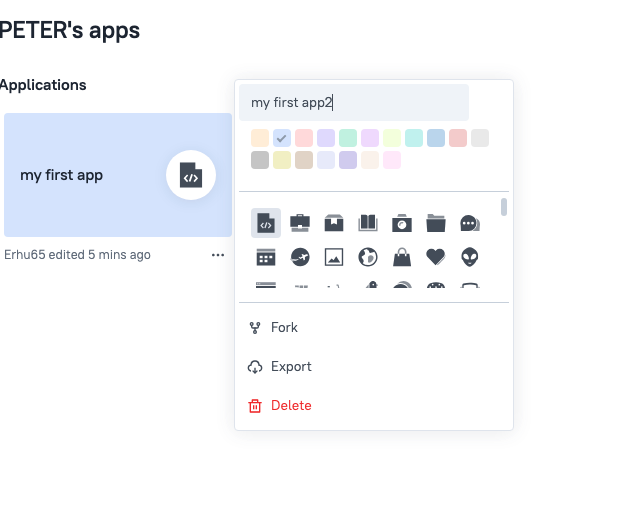 PETER's apps
Applications
my first app2
my first app
Erhu65 edited 5 mins ago
Fork
Export
Delete